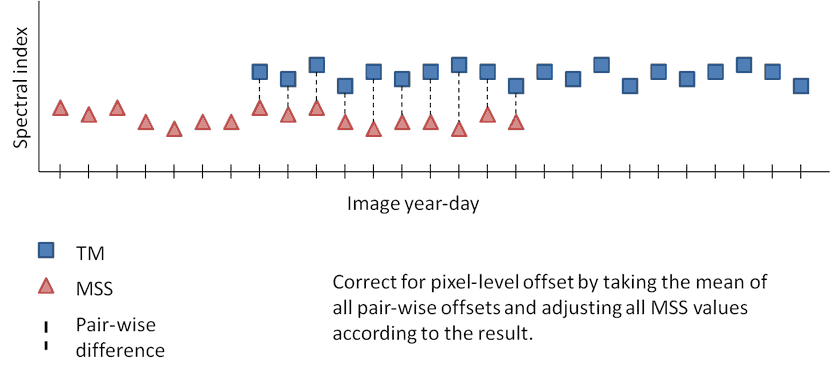 Spectral index
Image year-day
TM
MSS
Pair-wise
difference
Correct for pixel-level offset by taking the mean of
all pair-wise offsets and adjusting all MSS values
according to the result.